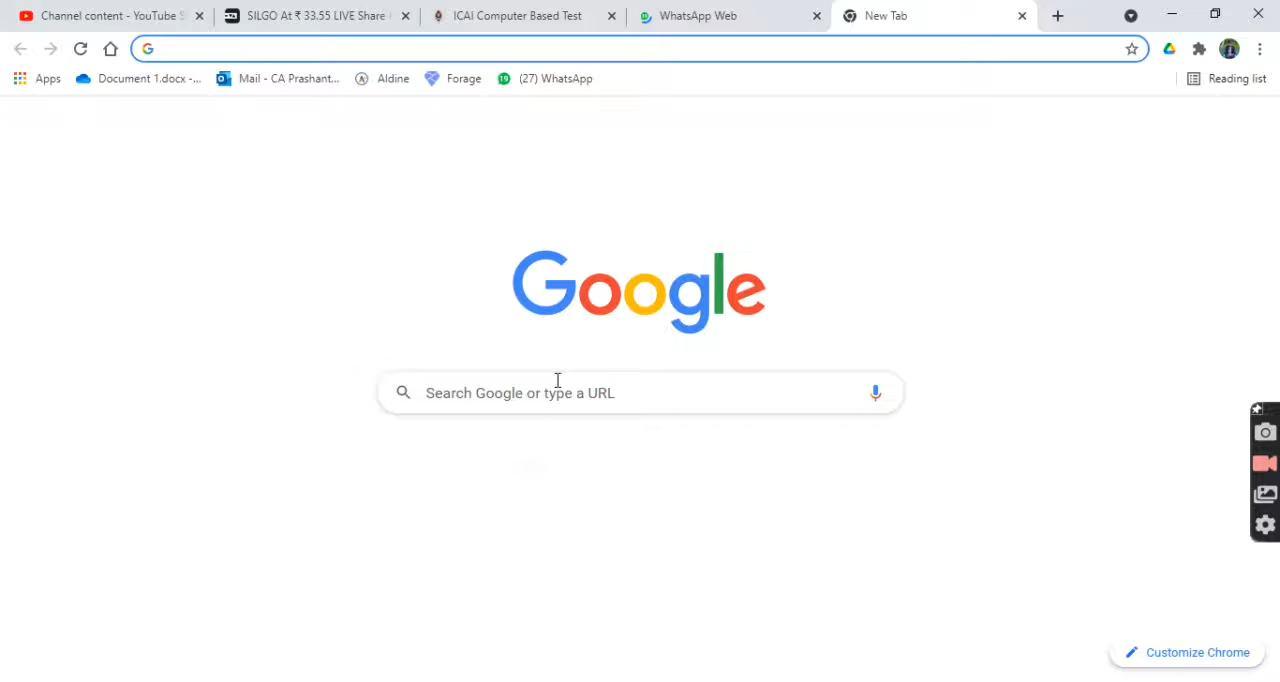 Channel content - YouTube S
SILGO At ₹ 33.55 LIVE Share
ICAI Computer Based Test
WhatsApp Web
New Tab
Apps
Document 1.docx -...
Mail - CA Prashant...
Aldine
Forage
(27) WhatsApp
Reading list
Google
Search Google or type a URL
Customize Chrome